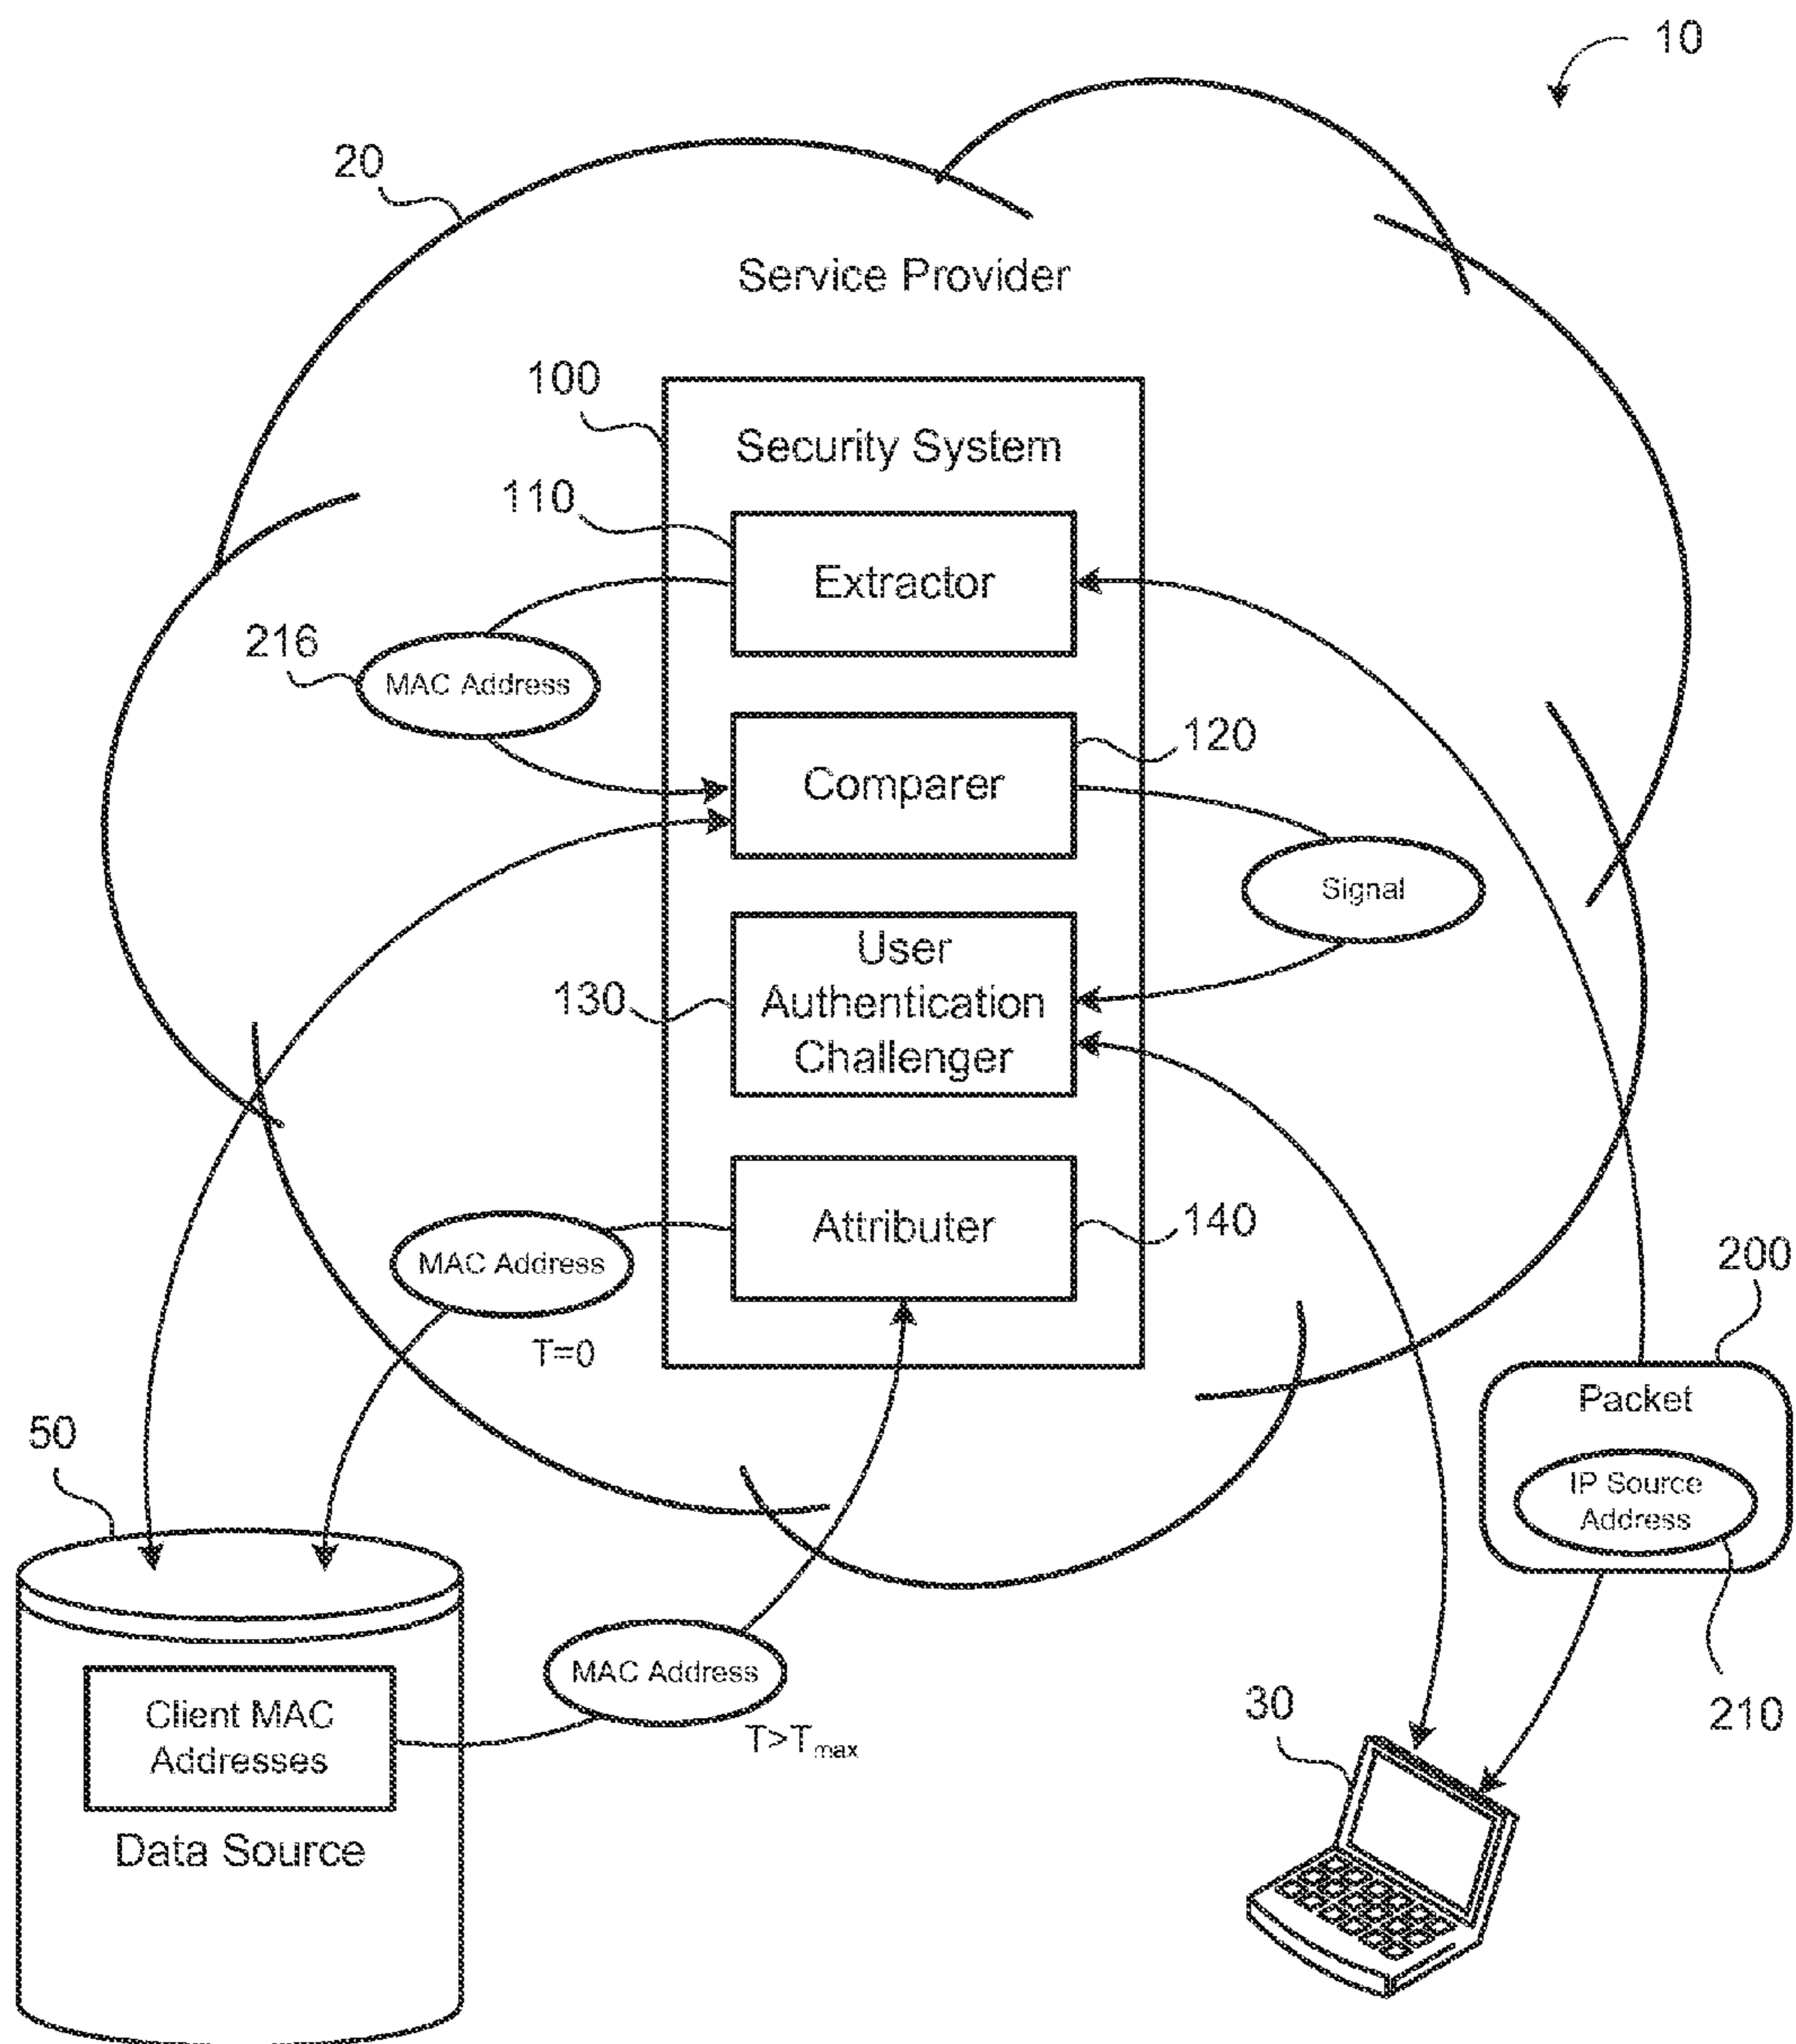 10
20
Service Provider
100
Security System
110
Extractor
216
MAC Address
120
Comparer
Signal
User
Authentication
Challenger
130
Attributer
140
MAC Address
T=0
200
Packet
IP Source
Address
210
50
Client MAC
Addresses
Data Source
MAC Address
T>Tmax
30